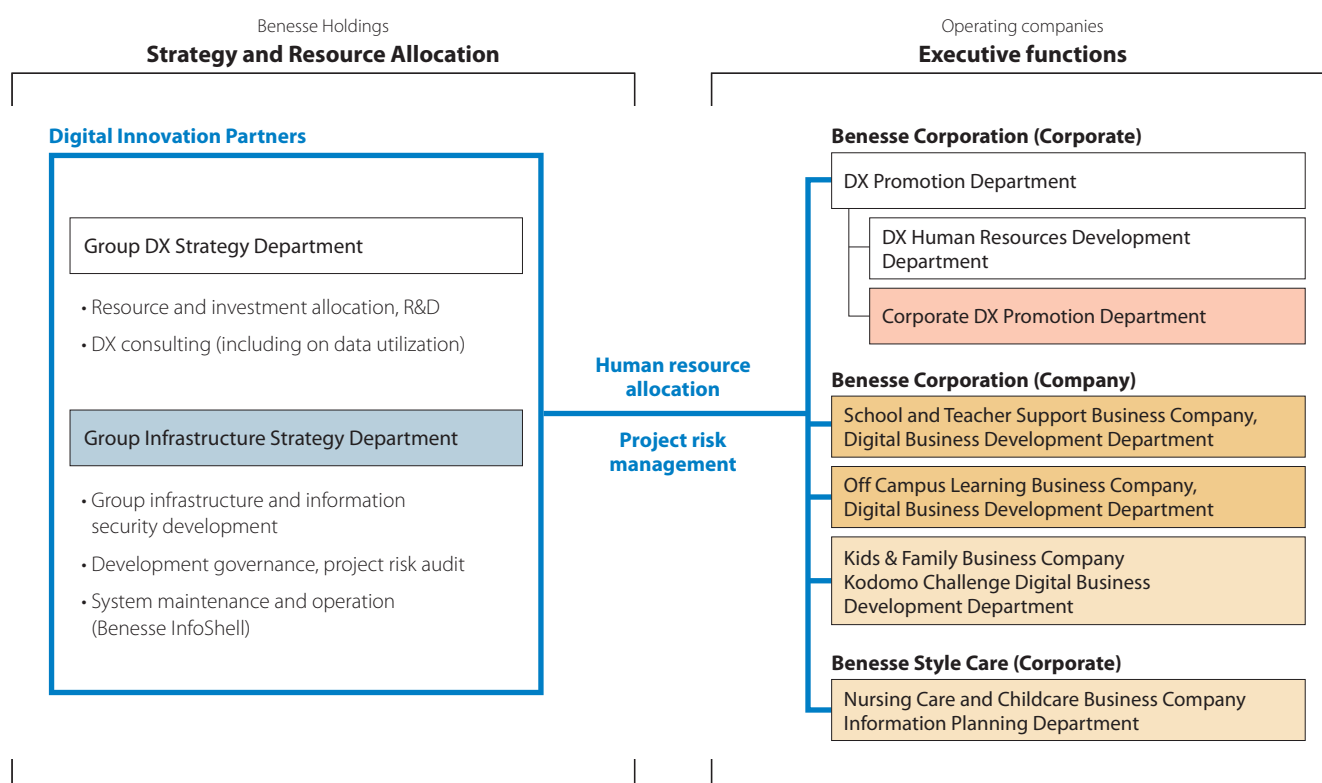 Benesse Holdings
Strategy and Resource Allocation
Digital Innovation Partners
Group DX Strategy Department
• Resource and investment allocation, R&D
• DX consulting (including on data utilization)
Group Infrastructure Strategy Department
• Group infrastructure and information
security development
• Development governance, project risk audit
• System maintenance and operation
(Benesse InfoShell)
Human resource
allocation
Project risk
management
Operating companies
Executive functions
Benesse Corporation (Corporate)
DX Promotion Department
DX Human Resources Development
Department
Corporate DX Promotion Department
Benesse Corporation (Company)
School and Teacher Support Business Company,
Digital Business Development Department
Off Campus Learning Business Company,
Digital Business Development Department
Kids & Family Business Company
Kodomo Challenge Digital Business
Development Department
Benesse Style Care (Corporate)
Nursing Care and Childcare Business Company
Information Planning Department